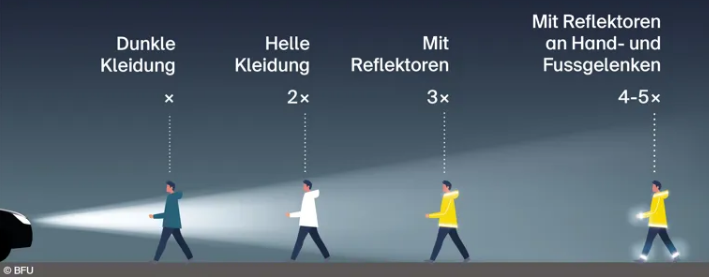 Dunkle
Kleidung
×
Helle
Kleidung
2×
Mit
Reflektoren
3×
Mit Reflektoren
an Hand- und
Fussgelenken
4-5×
© BFU